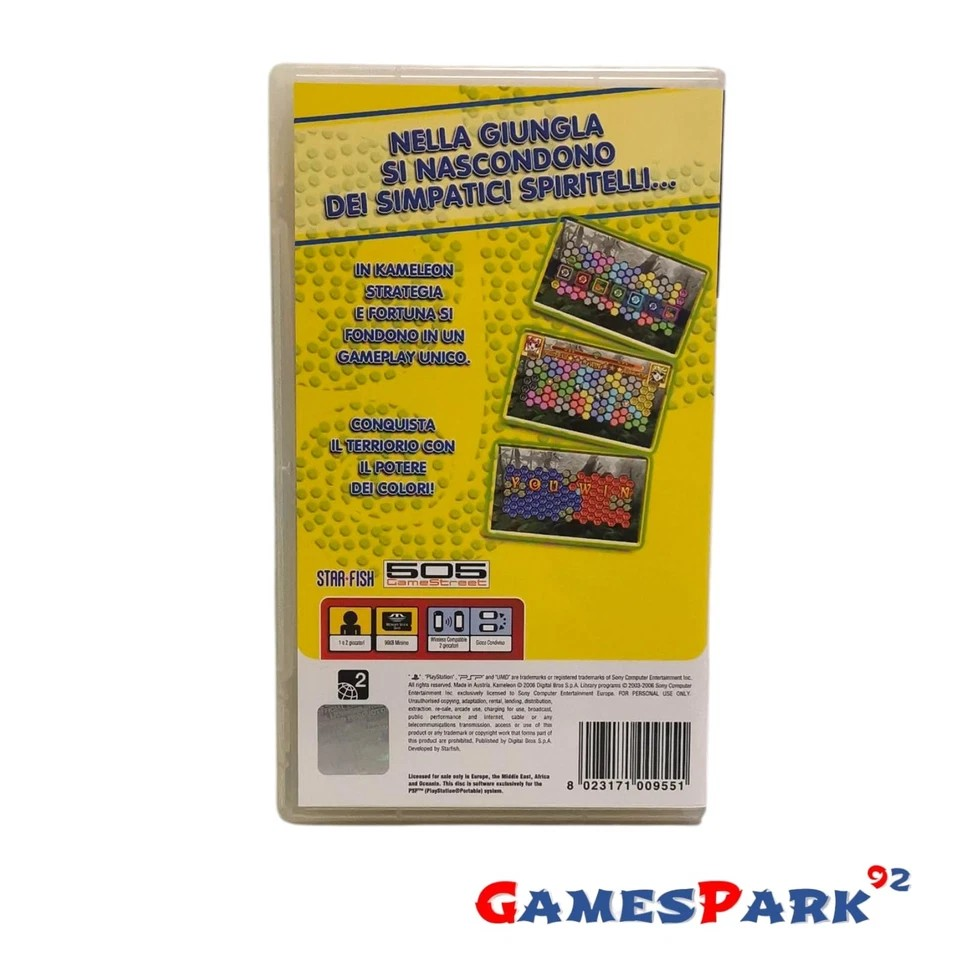 NELLA GIUNGLA
SI NASCONDONO
DEI SIMPATICI SPIRITELLI...
IN KAMELEON
STRATEGIA
E FORTUNA SI
FONDONO IN UN
GAMEPLAY UNICO.
CONQUISTA
IL TERRIORIO CON
IL POTERE
DEI COLORI!
YOU WIN
STAR-FISH
505
GameStreet
1 o 2 giocatori
Minimo
Wireless Compatible
2 giocatori
Gioco Condiviso
2
"PlayStation", "PSP" and "UMD" are trademarks or registered trademarks of Sony Computer Entertainment Inc.
All rights reserved. Made in Austria. Kameleon © 2006 Digital Bros S.p.A. Library programs © 2003-2006 Sony Computer
Entertainment Inc. exclusively licensed to Sony Computer Entertainment Europe. FOR PERSONAL USE ONLY.
Unauthorised copying, adaptation, rental, lending, distribution,
extraction, re-sale, arcade use, charging for use, broadcast,
public performance and internet, cable or any
telecommunications transmission, access or use of this
product or any trademark or copyright work that forms part of
this product are prohibited. Published by Digital Bros S.p.A.
Developed by Starfish.
Licensed for sale only in Europe, the Middle East, Africa
and Oceania. This disc is software exclusively for the
PSP™ (PlayStation®Portable) system.
8 023171 009551
GAMESPARK 92